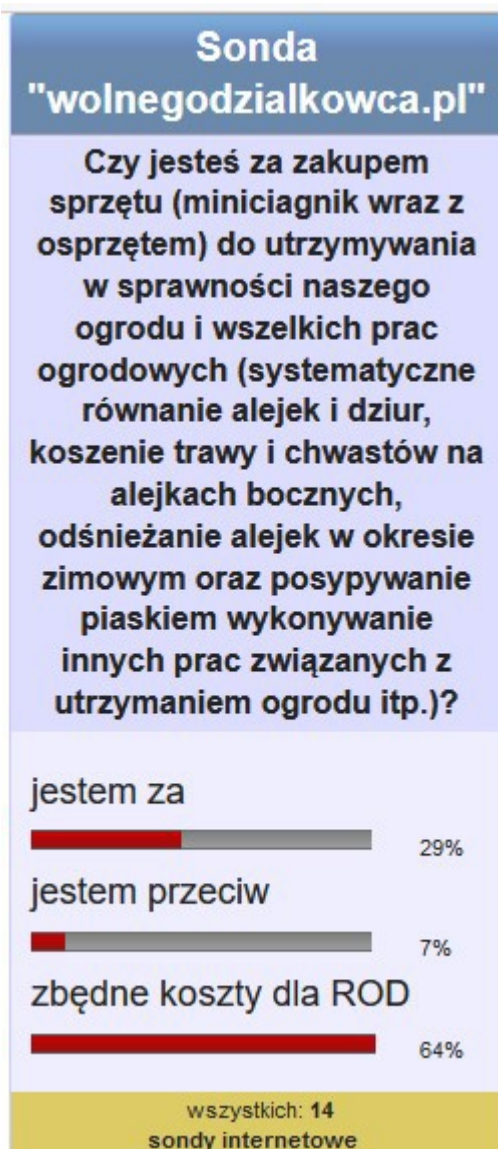 Sonda
"wolnegodzialkowca.pl"
Czy jesteś za zakupem
sprzętu (miniciagnik wraz z
osprzętem) do utrzymywania
w sprawności naszego
ogrodu i wszelkich prac
ogrodowych (systematyczne
równanie alejek i dziur,
koszenie trawy i chwastów na
alejkach bocznych,
odśnieżanie alejek w okresie
zimowym oraz posypywanie
piaskiem wykonywanie
innych prac związanych z
utrzymaniem ogrodu itp.)?
jestem za
29%
jestem przeciw
7%
zbędne koszty dla ROD
64%
wszystkich: 14
sondy internetowe